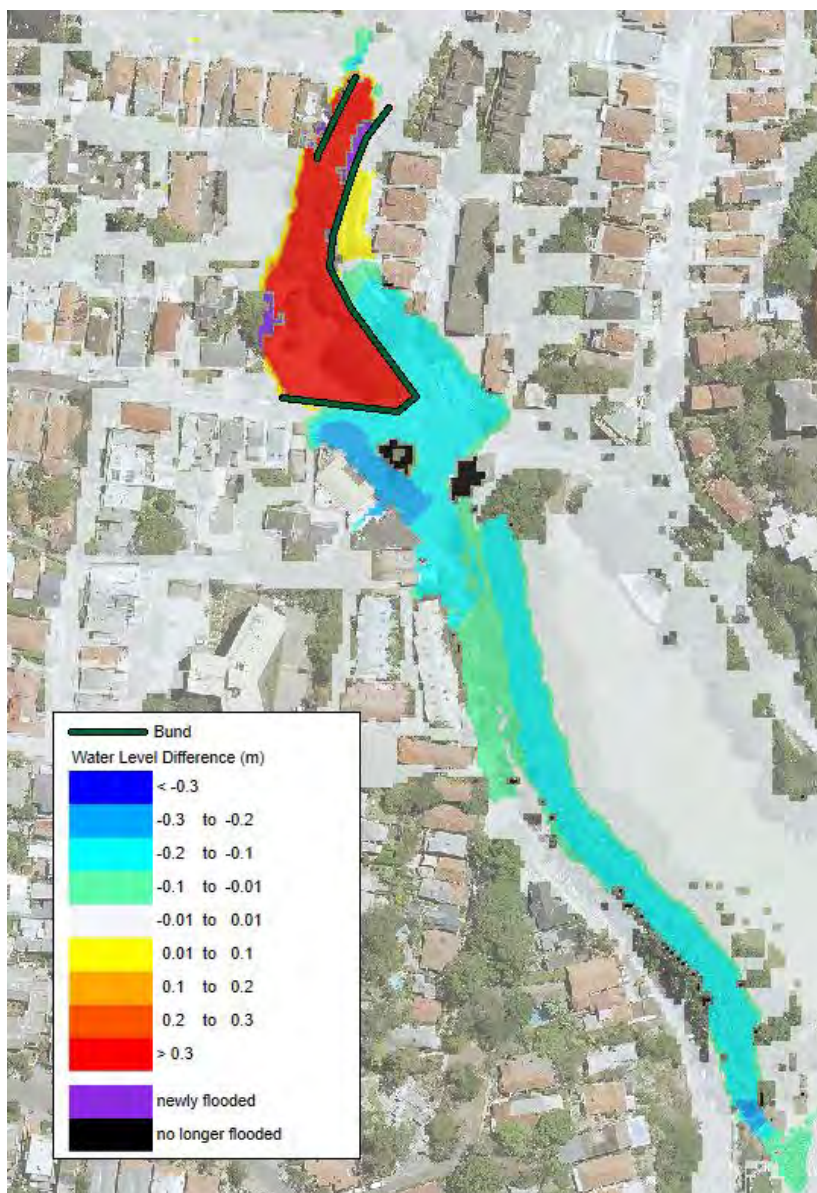 Bund
Water Level Difference (m)
< -0.3
-0.3 to -0.2
-0.2 to -0.1
-0.1 to -0.01
-0.01 to 0.01
0.01 to 0.1
0.1 to 0.2
0.2 to 0.3
> 0.3
newly flooded
no longer flooded